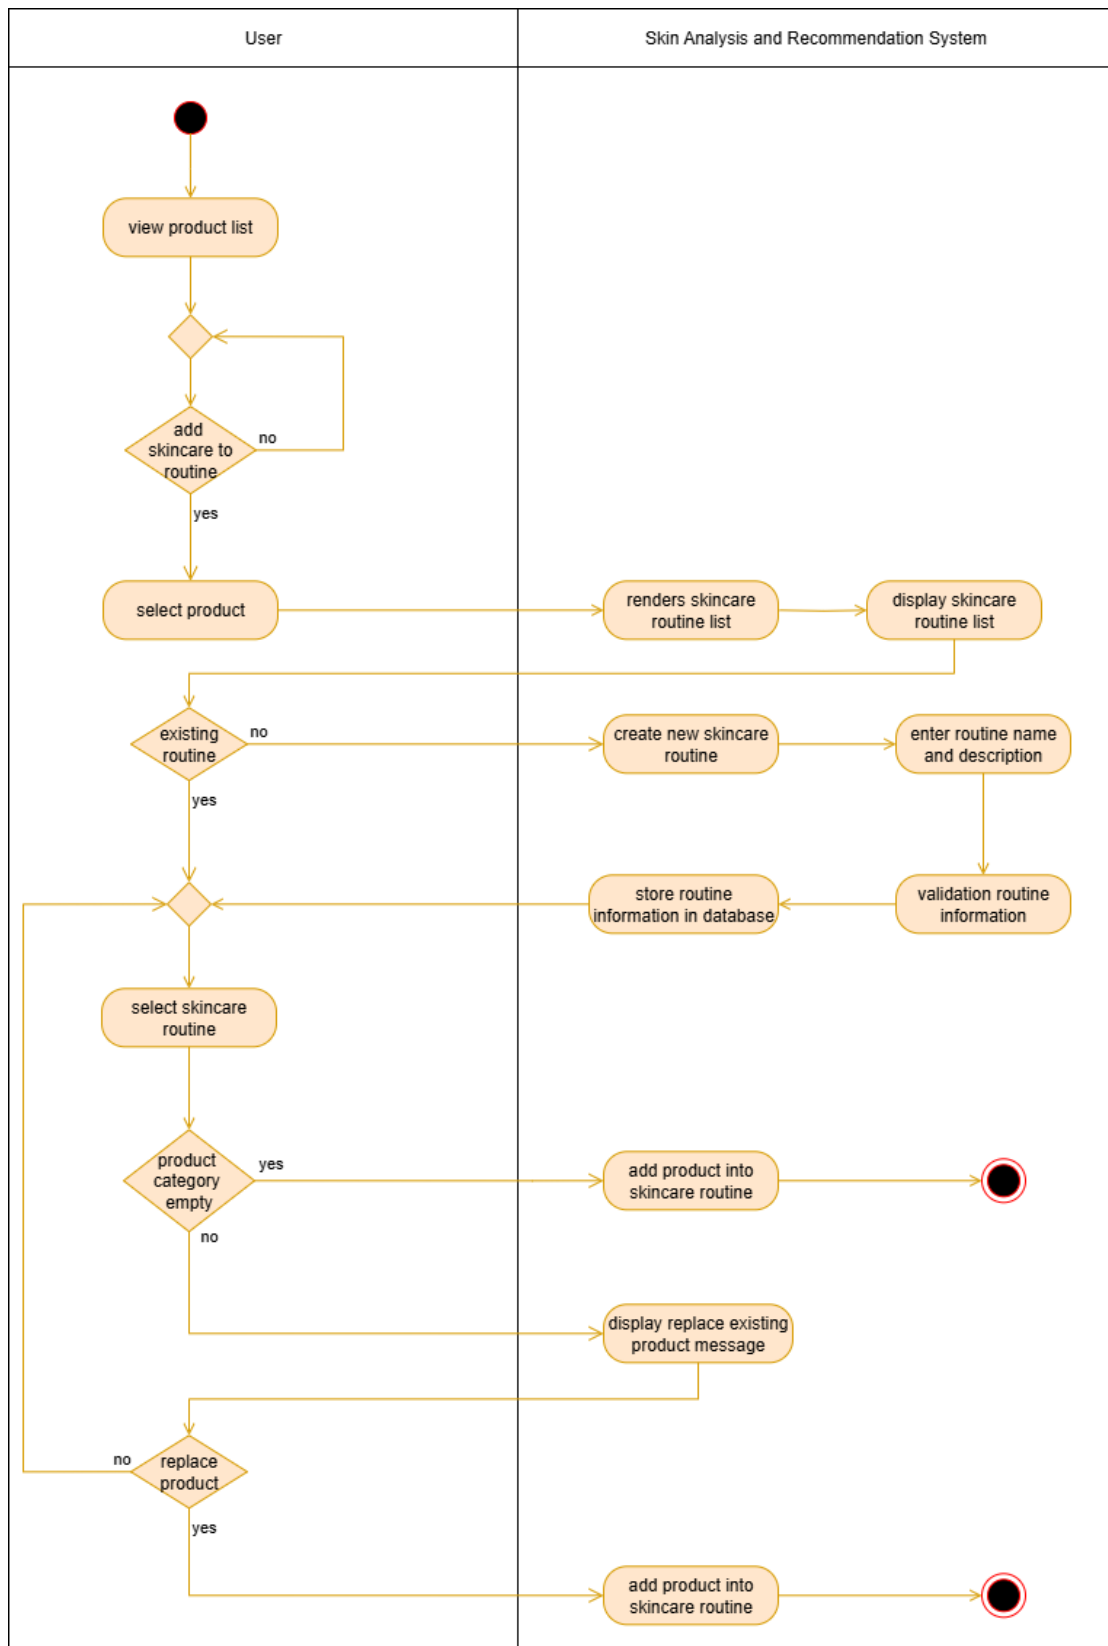 User
Skin Analysis and Recommendation System
view product list
add
skincare to
routine
no
yes
select product
renders skincare
routine list
display skincare
routine list
existing
routine
no
yes
create new skincare
routine
enter routine name
and description
store routine
information in database
validation routine
information
select skincare
routine
product
category
empty
yes
no
add product into
skincare routine
display replace existing
product message
no
replace
product
yes
add product into
skincare routine